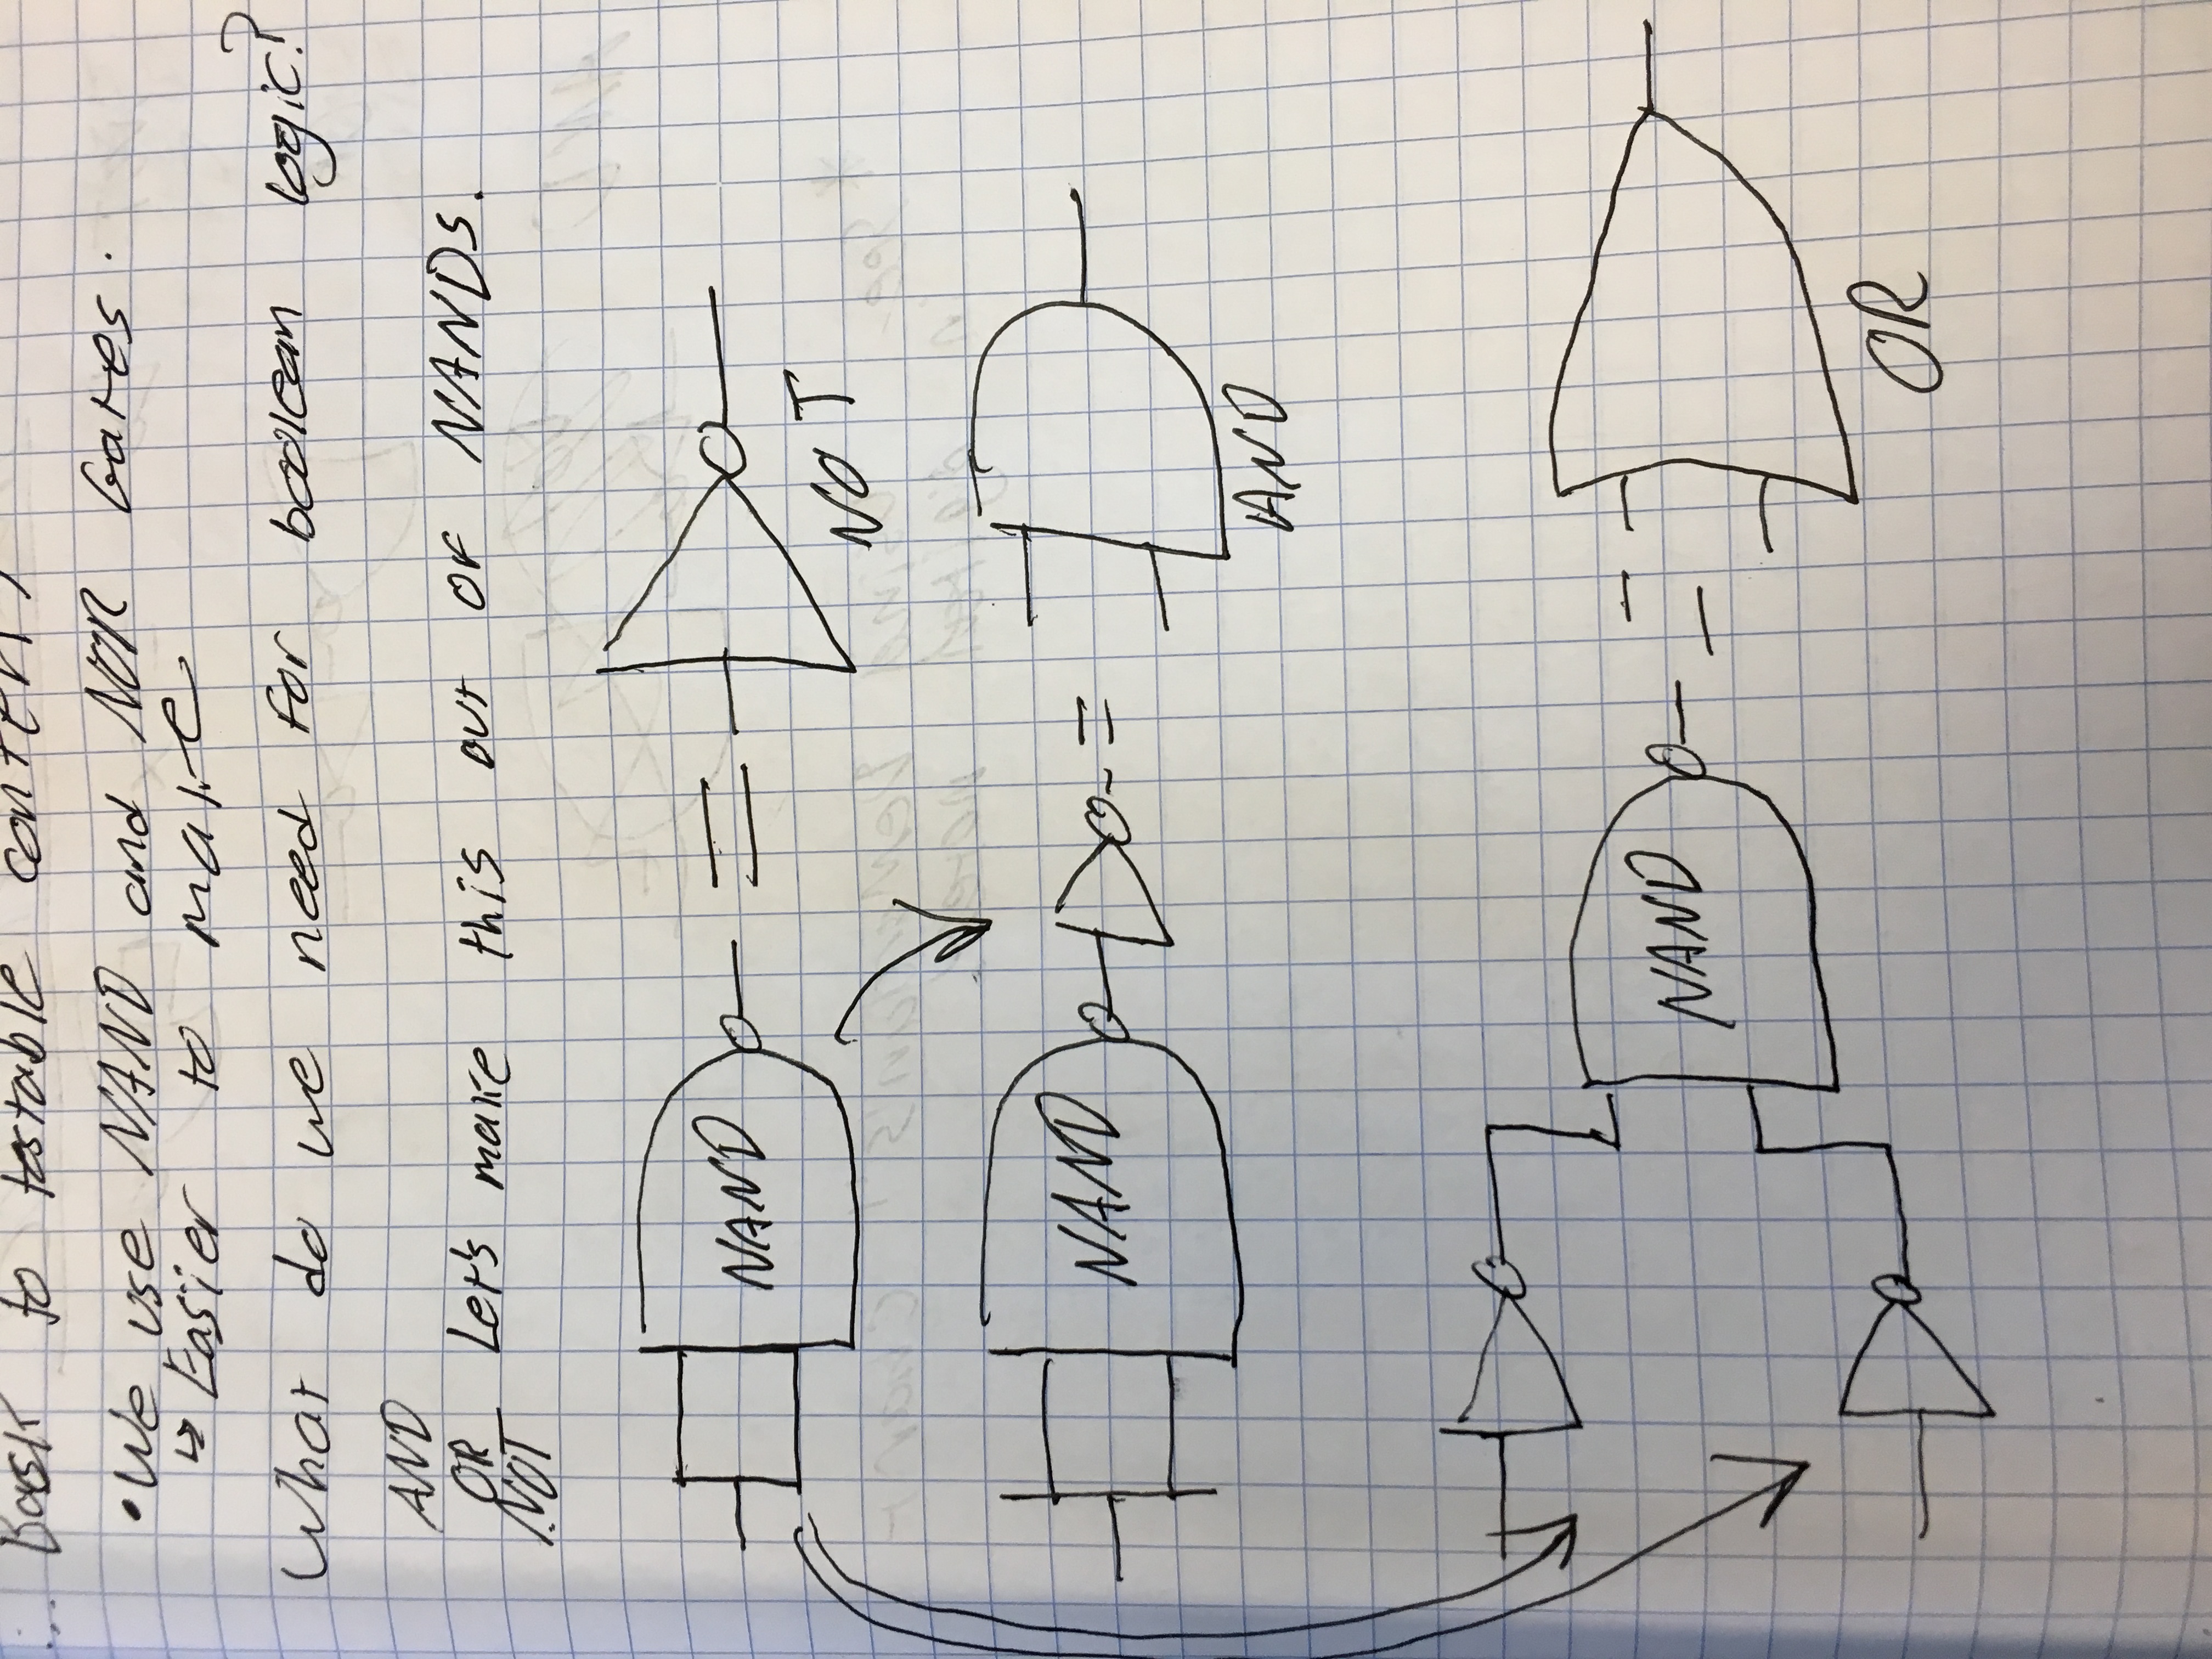 ... Back to testable content
• We use NAND and NOR Gates.
↳ Easier to make
What do we need for boolean logic?
AND
OR Let's make this out of NANDs.
NOT
NAND
NOT
NAND
AND
NAND
OR